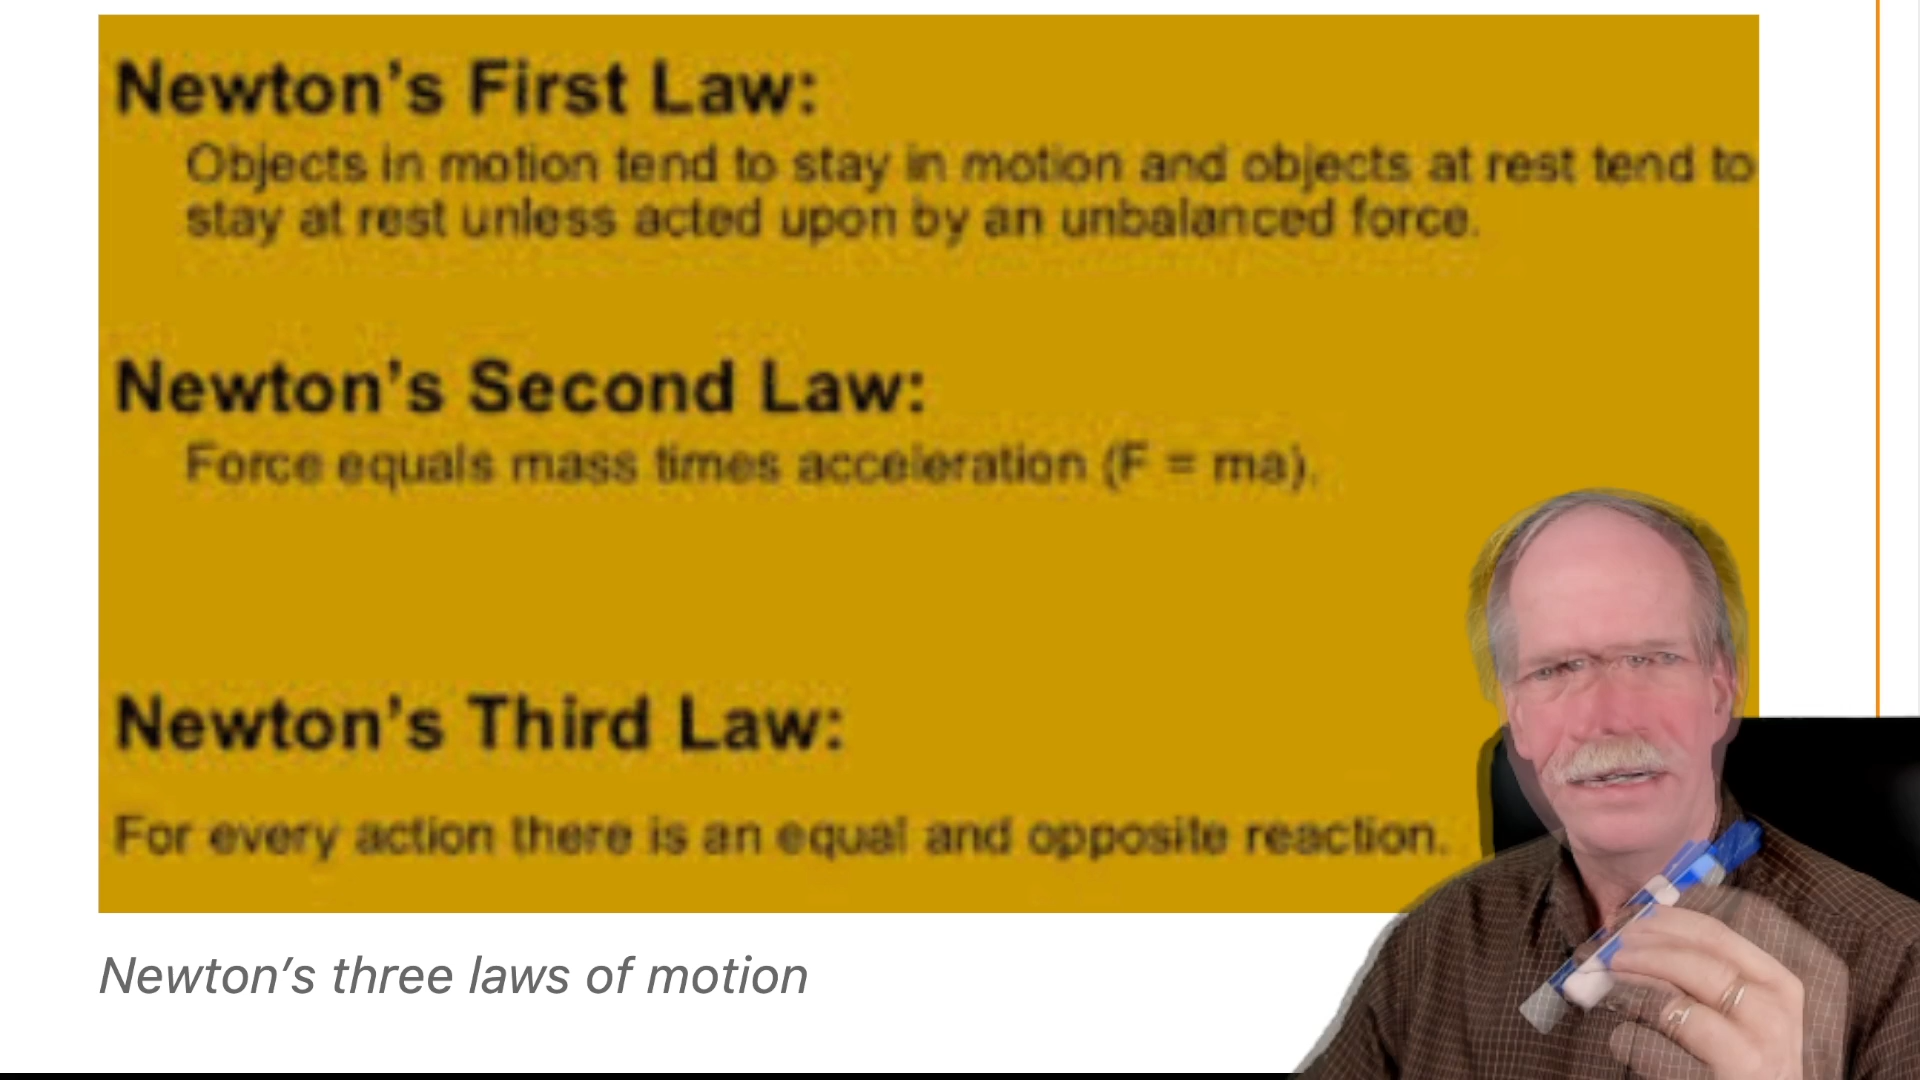 Newton's First Law:
Objects in motion tend to stay in motion and objects at rest tend to
stay at rest unless acted upon by an unbalanced force.
Newton's Second Law:
Force equals mass times acceleration (F = ma).
Newton's Third Law:
For every action there is an equal and opposite reaction.
Newton's three laws of motion